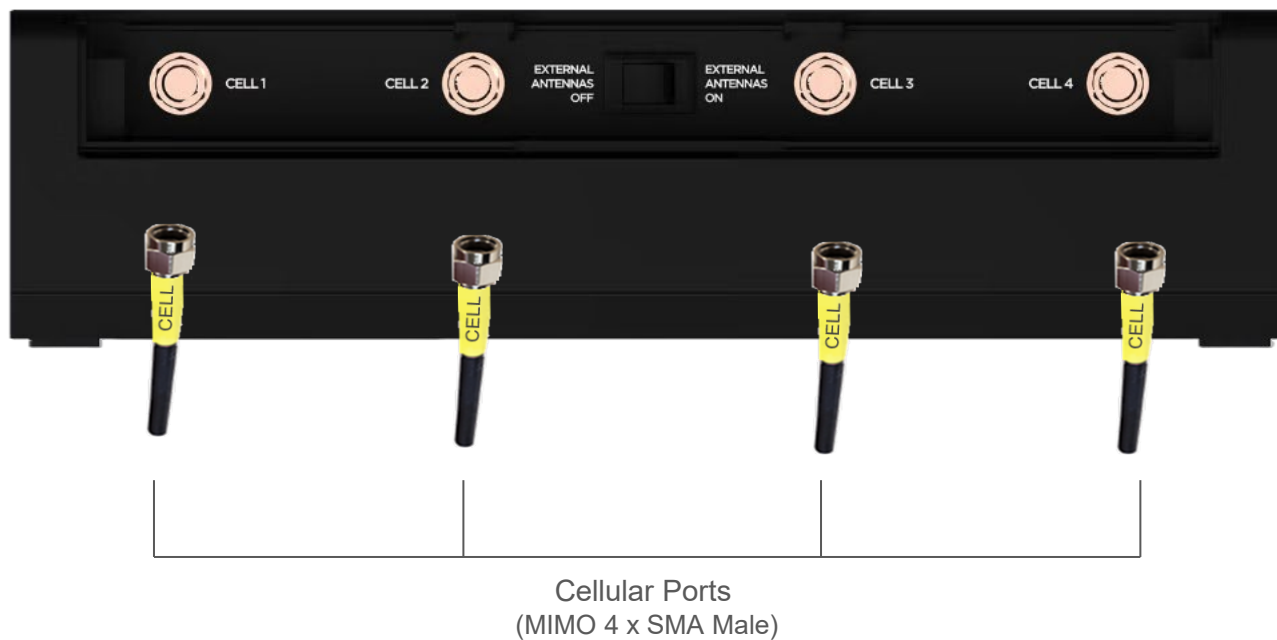 CELL 1
CELL 2
EXTERNAL
ANTENNAS
OFF
EXTERNAL
ANTENNAS
ON
CELL 3
CELL 4
CELL
CELL
CELL
CELL
Cellular Ports
(MIMO 4 x SMA Male)